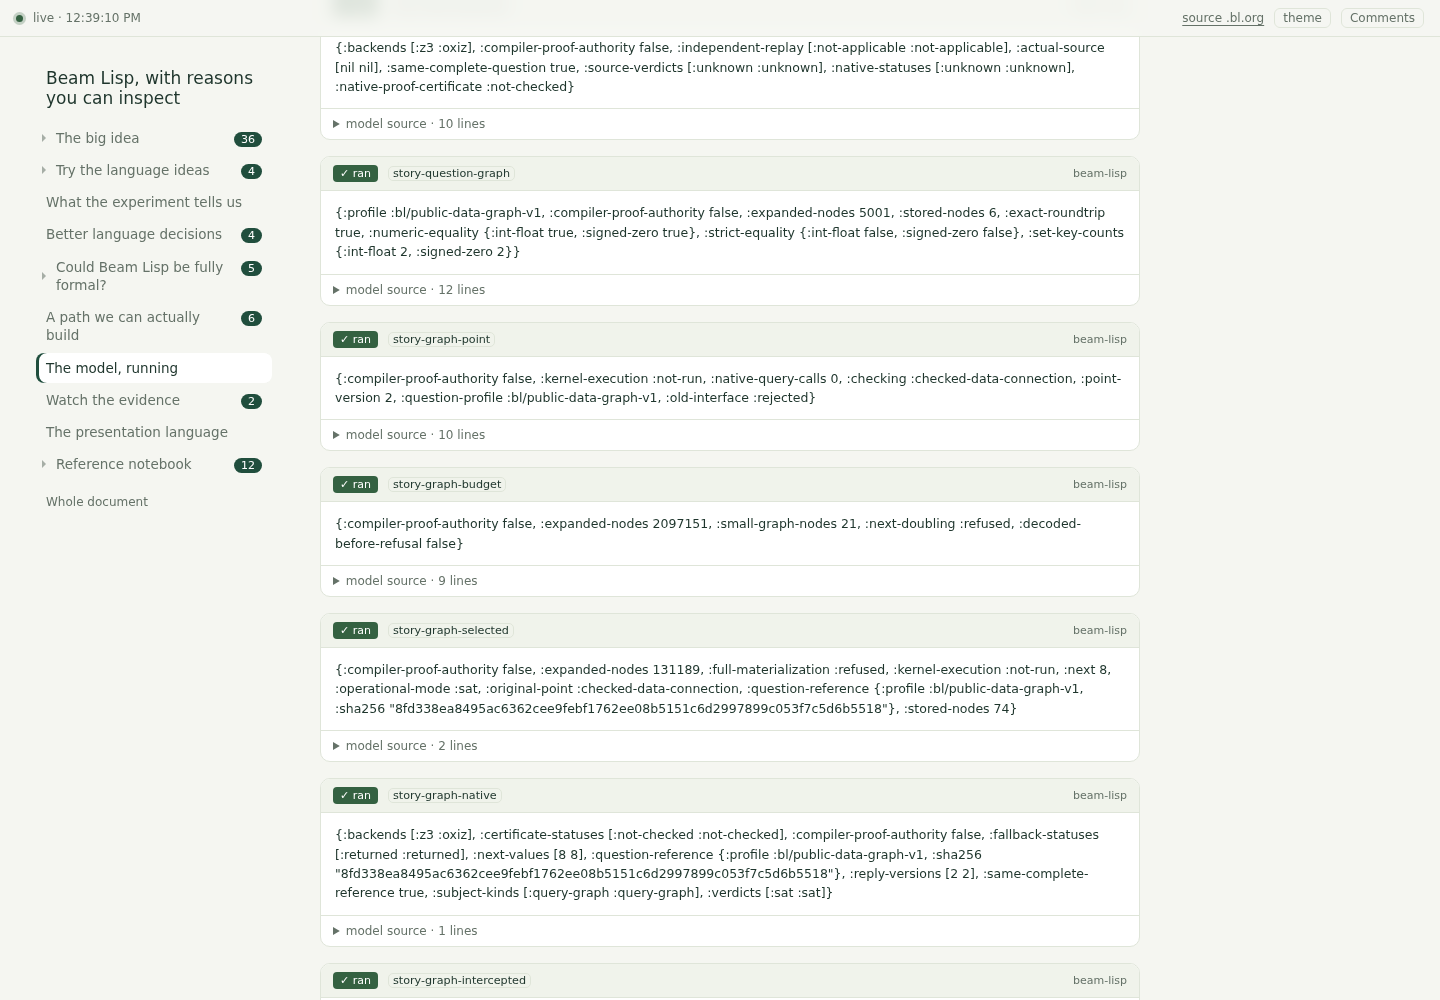 live · 12:39:10 PM
source .bl.org
theme
Comments
Beam Lisp, with reasons
you can inspect
The big idea
36
Try the language ideas
4
What the experiment tells us
Better language decisions
4
Could Beam Lisp be fully
formal?
5
A path we can actually
build
6
The model, running
Watch the evidence
2
The presentation language
Reference notebook
12
Whole document
{:backends [:z3 :oxiz], :compiler-proof-authority false, :independent-replay [:not-applicable :not-applicable], :actual-source
[nil nil], :same-complete-question true, :source-verdicts [:unknown :unknown], :native-statuses [:unknown :unknown],
:native-proof-certificate :not-checked}
model source · 10 lines
✓ ran
story-question-graph
beam-lisp
{:profile :bl/public-data-graph-v1, :compiler-proof-authority false, :expanded-nodes 5001, :stored-nodes 6, :exact-roundtrip
true, :numeric-equality {:int-float true, :signed-zero true}, :strict-equality {:int-float false, :signed-zero false}, :set-key-counts
{:int-float 2, :signed-zero 2}}
model source · 12 lines
✓ ran
story-graph-point
beam-lisp
{:compiler-proof-authority false, :kernel-execution :not-run, :native-query-calls 0, :checking :checked-data-connection, :point-
version 2, :question-profile :bl/public-data-graph-v1, :old-interface :rejected}
model source · 10 lines
✓ ran
story-graph-budget
beam-lisp
{:compiler-proof-authority false, :expanded-nodes 2097151, :small-graph-nodes 21, :next-doubling :refused, :decoded-
before-refusal false}
model source · 9 lines
✓ ran
story-graph-selected
beam-lisp
{:compiler-proof-authority false, :expanded-nodes 131189, :full-materialization :refused, :kernel-execution :not-run, :next 8,
:operational-mode :sat, :original-point :checked-data-connection, :question-reference {:profile :bl/public-data-graph-v1,
:sha256 "8fd338ea8495ac6362cee9febf1762ee08b5151c6d2997899c053f7c5d6b5518"}, :stored-nodes 74}
model source · 2 lines
✓ ran
story-graph-native
beam-lisp
{:backends [:z3 :oxiz], :certificate-statuses [:not-checked :not-checked], :compiler-proof-authority false, :fallback-statuses
[:returned :returned], :next-values [8 8], :question-reference {:profile :bl/public-data-graph-v1, :sha256
"8fd338ea8495ac6362cee9febf1762ee08b5151c6d2997899c053f7c5d6b5518"}, :reply-versions [2 2], :same-complete-
reference true, :subject-kinds [:query-graph :query-graph], :verdicts [:sat :sat]}
model source · 1 lines
✓ ran
story-graph-intercepted
beam-lisp